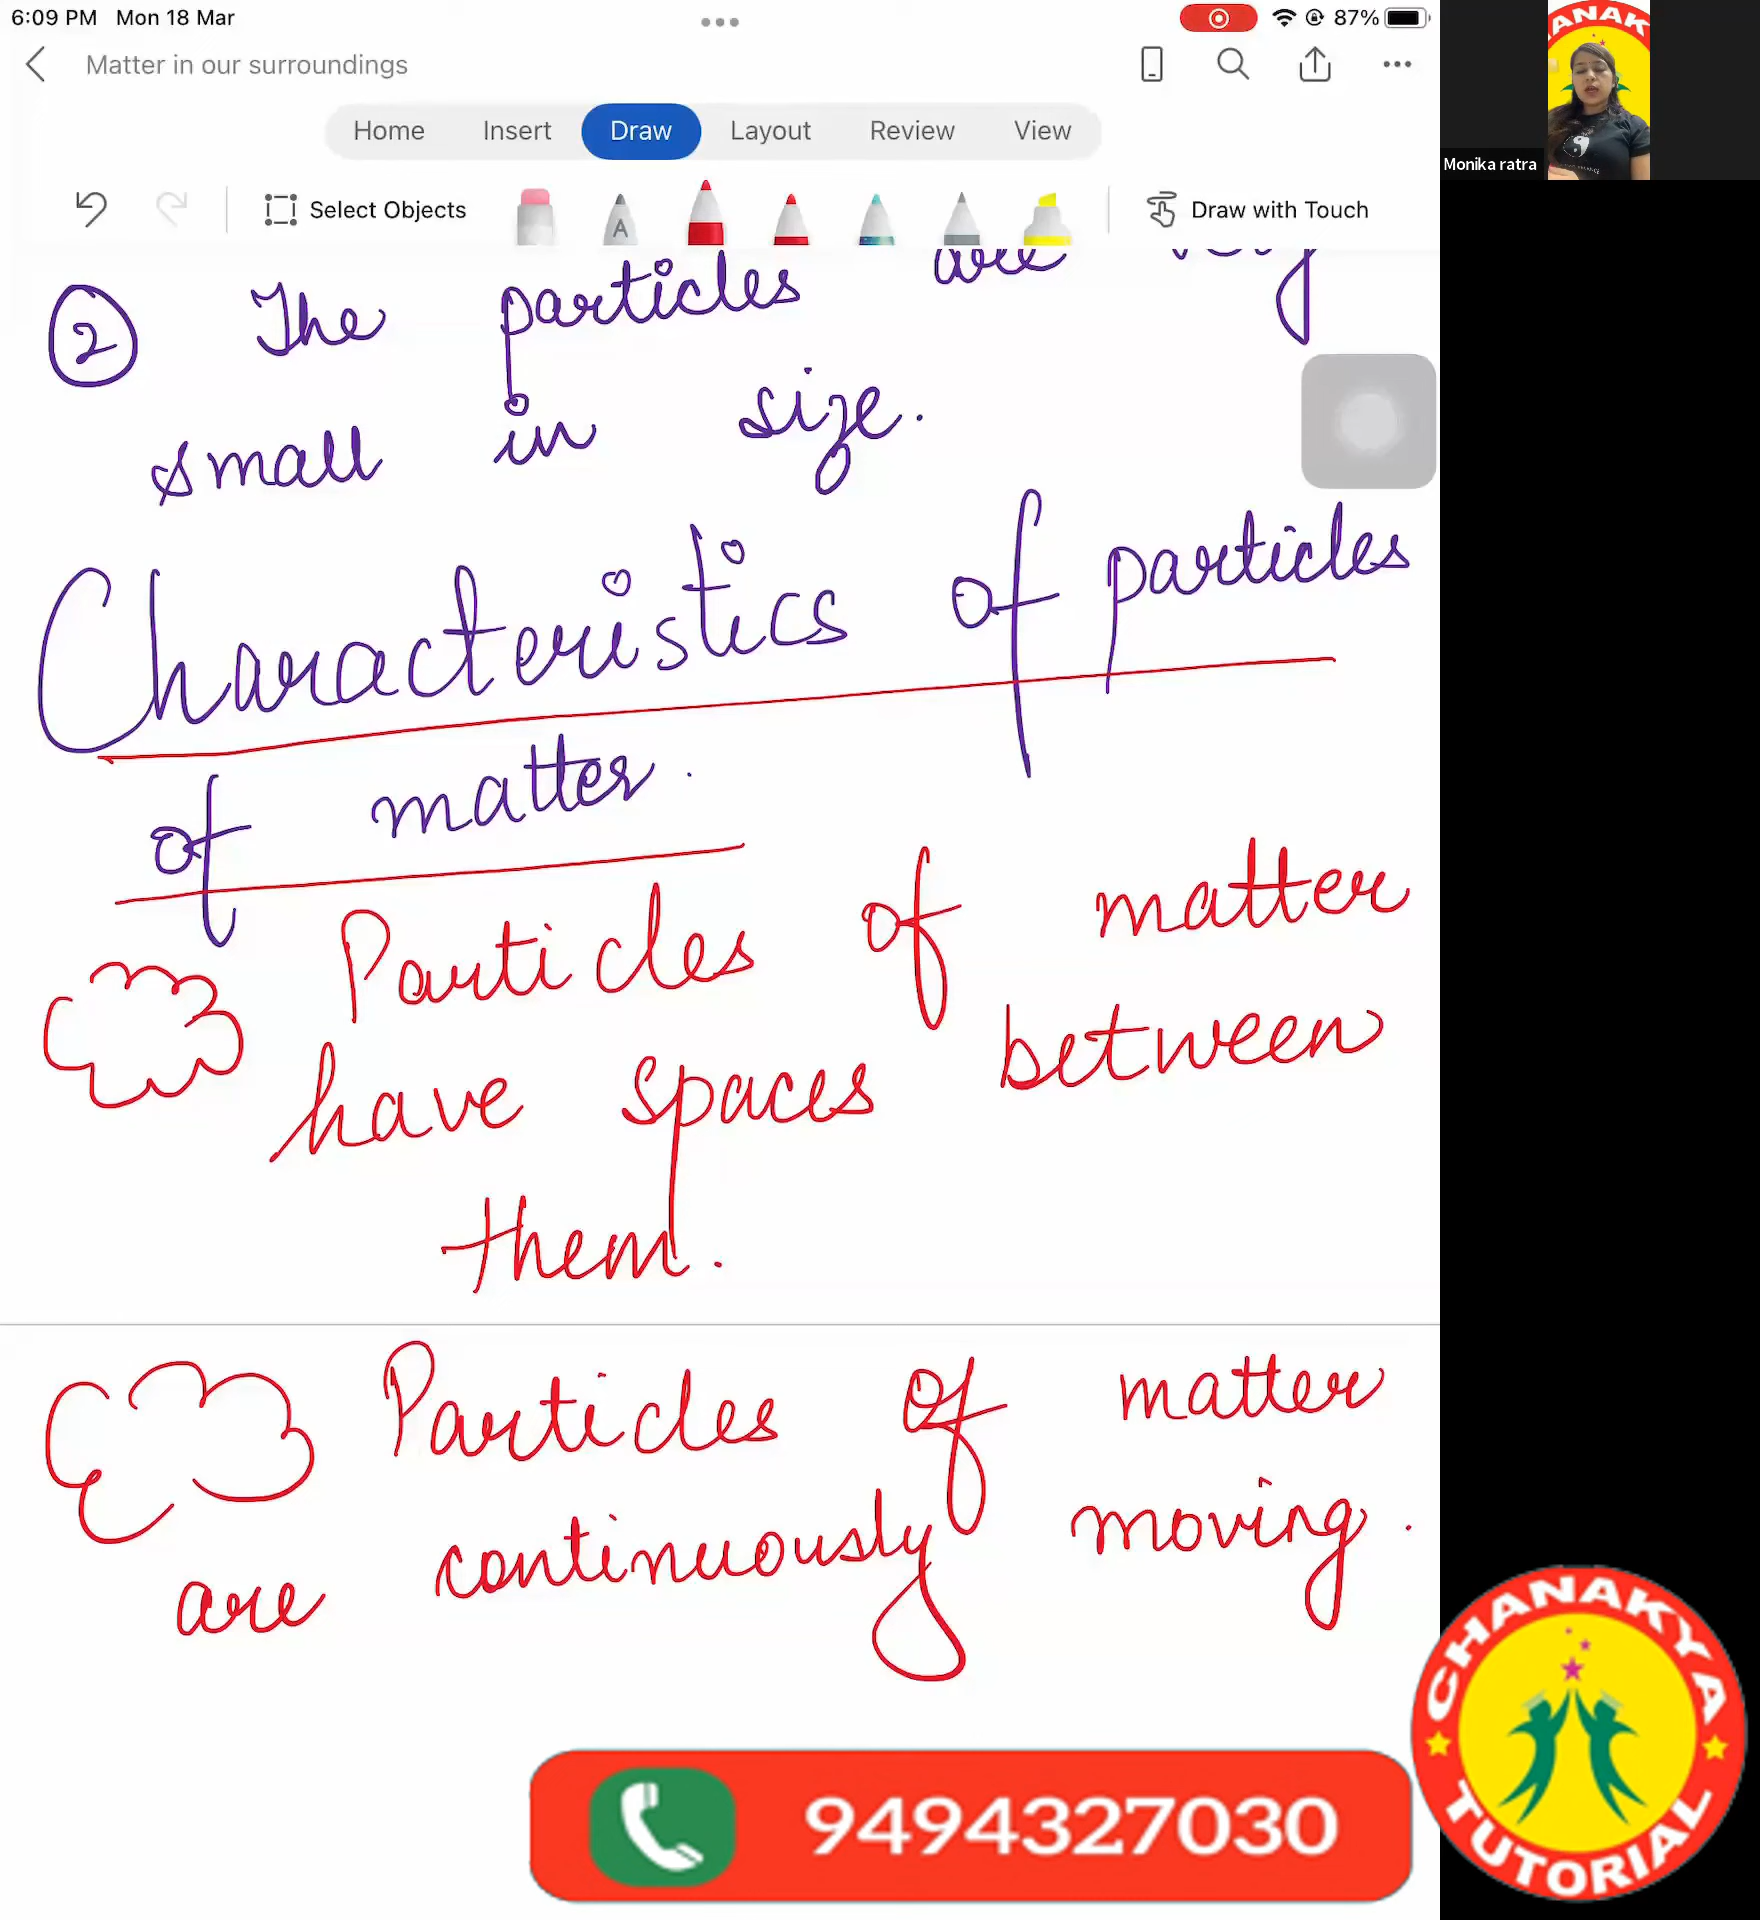 6:09 PM Mon 18 Mar
87%
Matter in our surroundings
Home Insert Draw Layout Review View
Select Objects
A
Draw with Touch
② The particles are very
small in size.
Characteristics of particles
of matter.
Particles of matter
have spaces between
them.
Particles of matter
are continuously moving.
9494327030
CHANAKYA
TUTORIAL
ANAK
Monika ratra